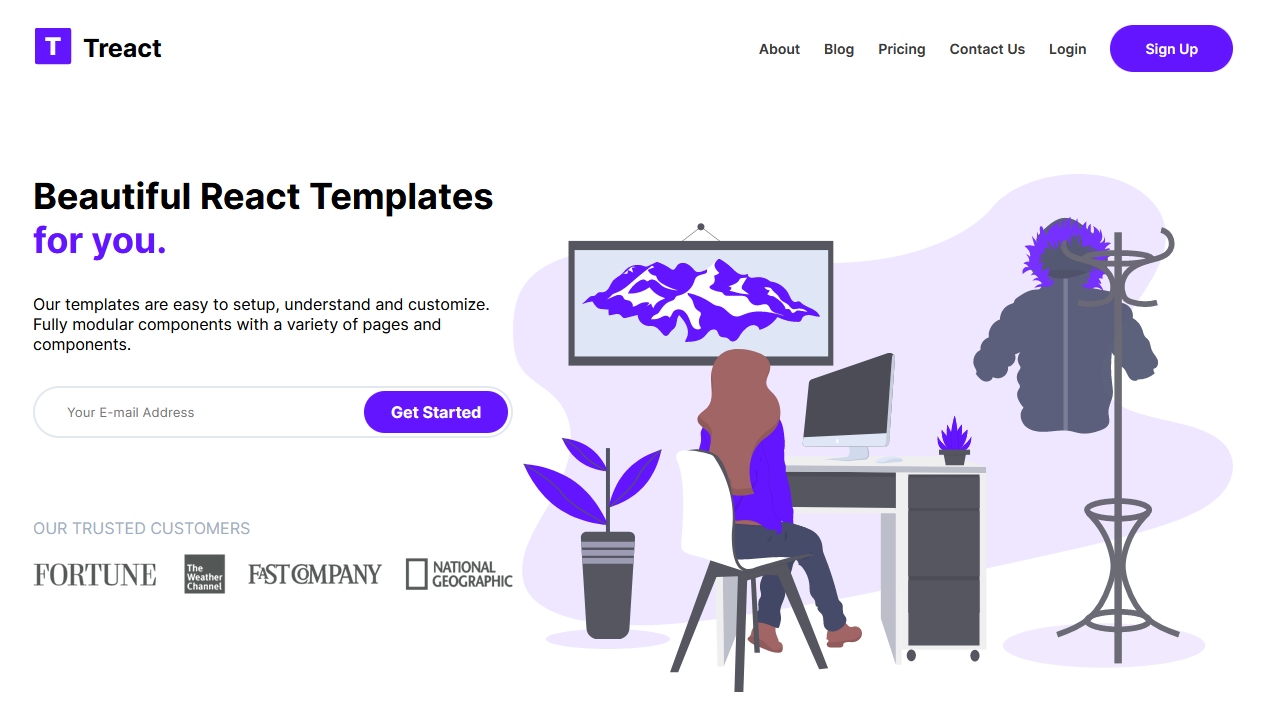 T Treact
About Blog Pricing Contact Us Login Sign Up
Beautiful React Templates
for you.
Our templates are easy to setup, understand and customize.
Fully modular components with a variety of pages and
components.
Your E-mail Address Get Started
OUR TRUSTED CUSTOMERS
FORTUNE
The
Weather
Channel
FAST COMPANY
NATIONAL
GEOGRAPHIC